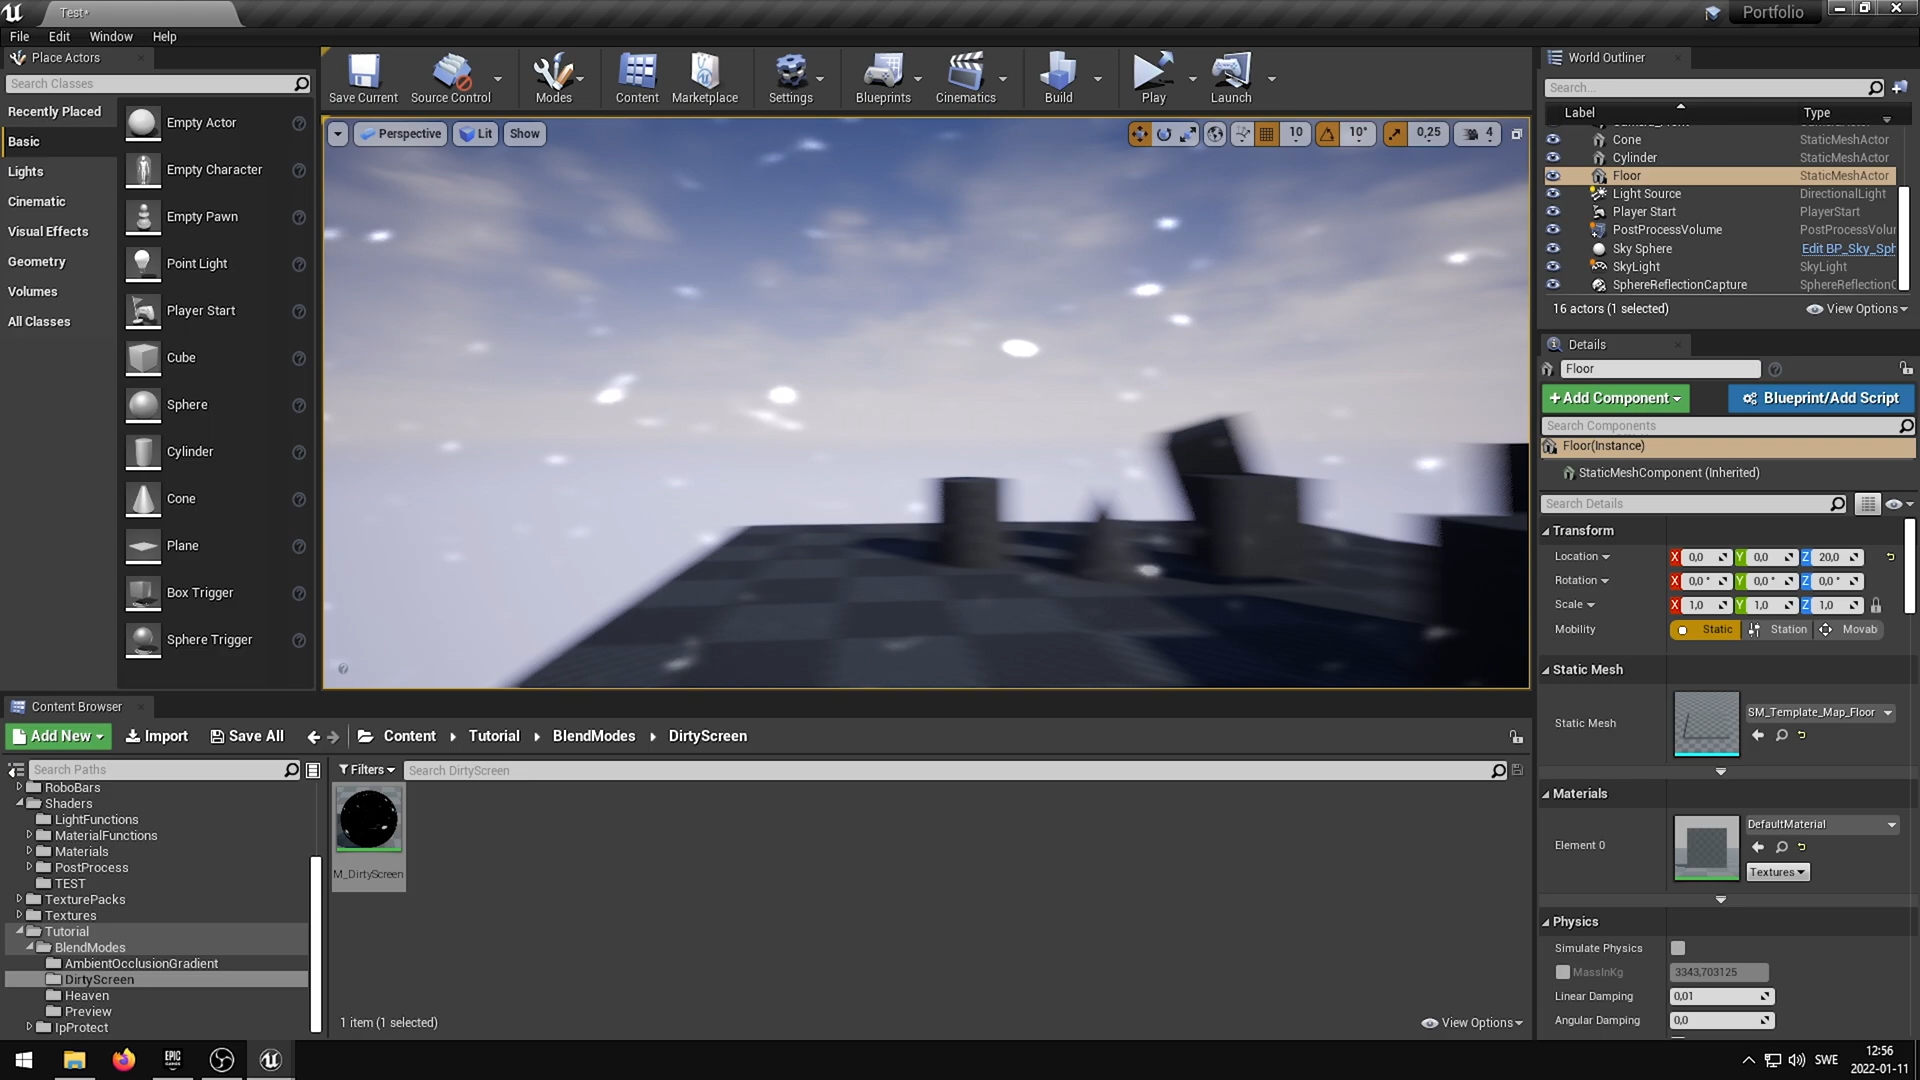 Test*
Portfolio
File
Edit
Window
Help
Place Actors
Search Classes
Recently Placed
Basic
Lights
Cinematic
Visual Effects
Geometry
Volumes
All Classes
Empty Actor
Empty Character
Empty Pawn
Point Light
Player Start
Cube
Sphere
Cylinder
Cone
Plane
Box Trigger
Sphere Trigger
Save Current
Source Control
Modes
Content
Marketplace
Settings
Blueprints
Cinematics
Build
Play
Launch
Perspective
Lit
Show
10
10°
0,25
4
World Outliner
Search...
Label
Type
Cone
StaticMeshActor
Cylinder
StaticMeshActor
Floor
StaticMeshActor
Light Source
DirectionalLight
Player Start
PlayerStart
PostProcessVolume
PostProcessVolur
Sky Sphere
Edit BP_Sky_Sph
SkyLight
SkyLight
SphereReflectionCapture
SphereReflectionC
16 actors (1 selected)
View Options
Details
Floor
+Add Component
Blueprint/Add Script
Search Components
Floor(Instance)
StaticMeshComponent (Inherited)
Search Details
Transform
Location
X 0,0
Y 0,0
Z 20,0
Rotation
X 0,0 °
Y 0,0 °
Z 0,0 °
Scale
X 1,0
Y 1,0
Z 1,0
Mobility
Static
Station
Movab
Static Mesh
Static Mesh
SM_Template_Map_Floor
Materials
Element 0
DefaultMaterial
Textures
Physics
Simulate Physics
MassInKg
3343,703125
Linear Damping
0,01
Angular Damping
0,0
Content Browser
Add New
Import
Save All
Content
Tutorial
BlendModes
DirtyScreen
Search Paths
Filters
Search DirtyScreen
RoboBars
Shaders
LightFunctions
MaterialFunctions
Materials
PostProcess
TEST
TexturePacks
Textures
Tutorial
BlendModes
AmbientOcclusionGradient
DirtyScreen
Heaven
Preview
IpProtect
M_DirtyScreen
1 item (1 selected)
View Options
EPIC
GAMES
SWE
12:56
2022-01-11